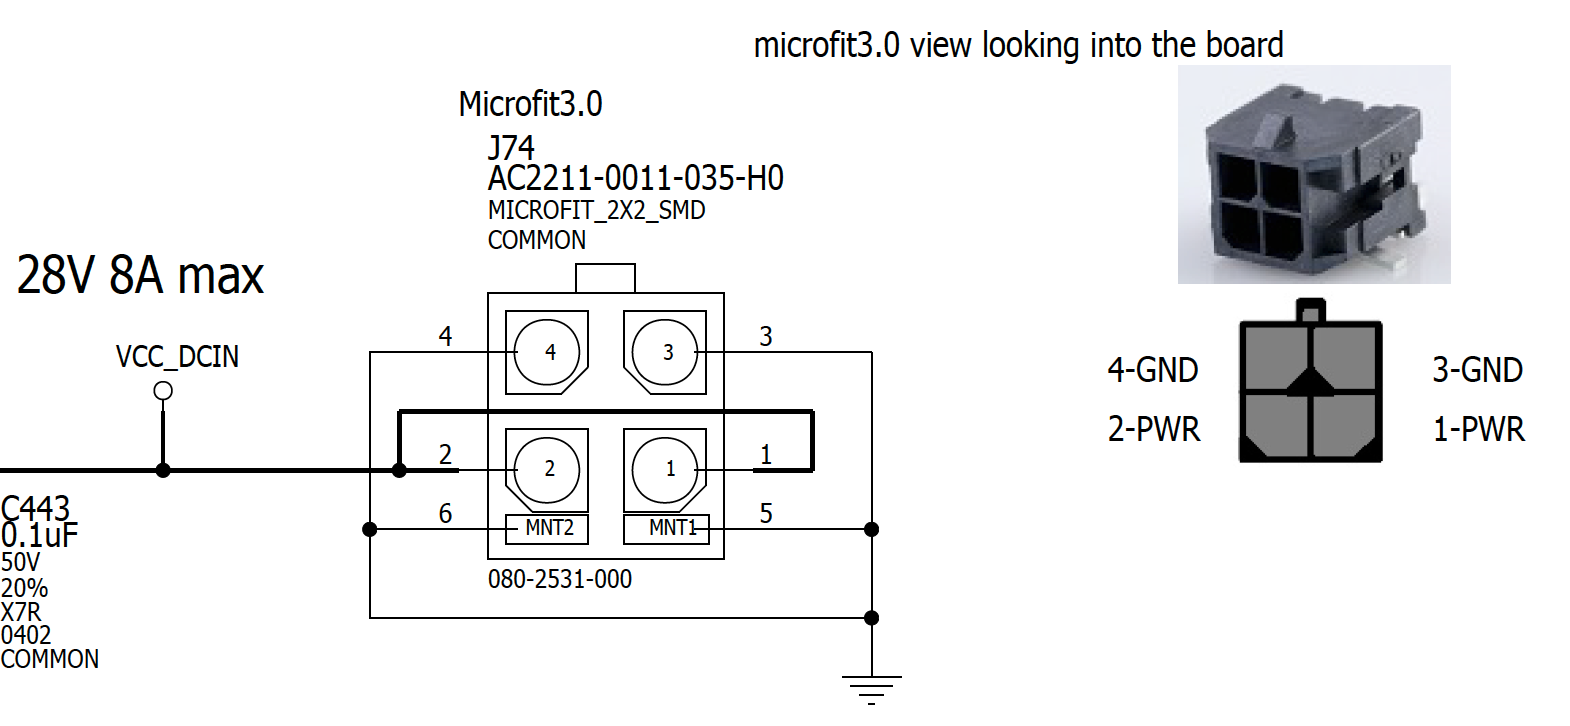 microfit3.0 view looking into the board
Microfit3.0
J74
AC2211-0011-035-H0
MICROFIT_2X2_SMD
COMMON
28V 8A max
VCC_DCIN
4
3
4
3
2
1
2
1
6
5
MNT2
MNT1
080-2531-000
C443
0.1uF
50V
20%
X7R
0402
COMMON
4-GND
3-GND
2-PWR
1-PWR